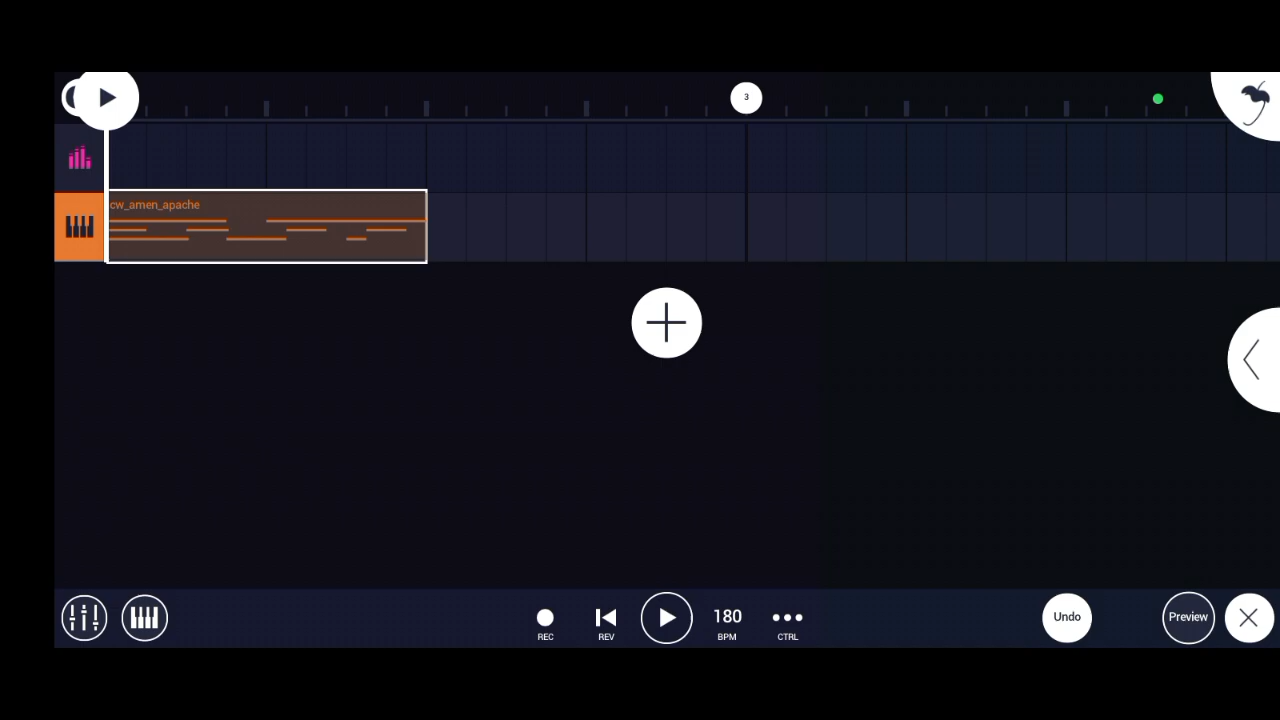 3
cw_amen_apache
180
Undo
Preview
REC
REV
BPM
CTRL